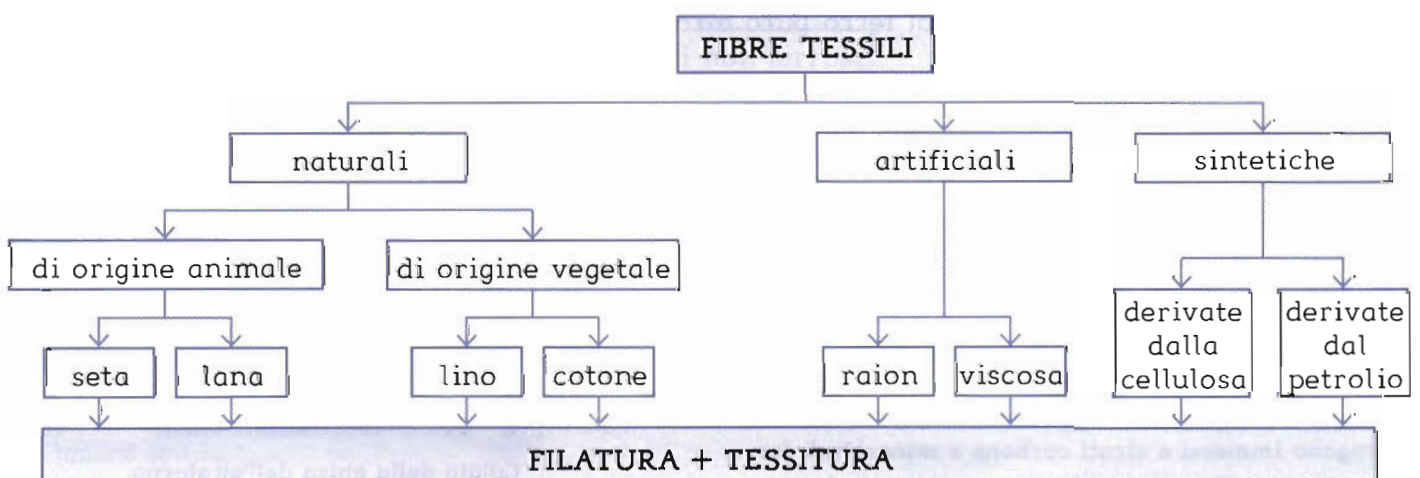 FIBRE TESSILI
naturali
artificiali
sintetiche
di origine animale
di origine vegetale
seta
lana
lino
cotone
raion
viscosa
derivate
dalla
cellulosa
derivate
dal
petrolio
FILATURA + TESSITURA